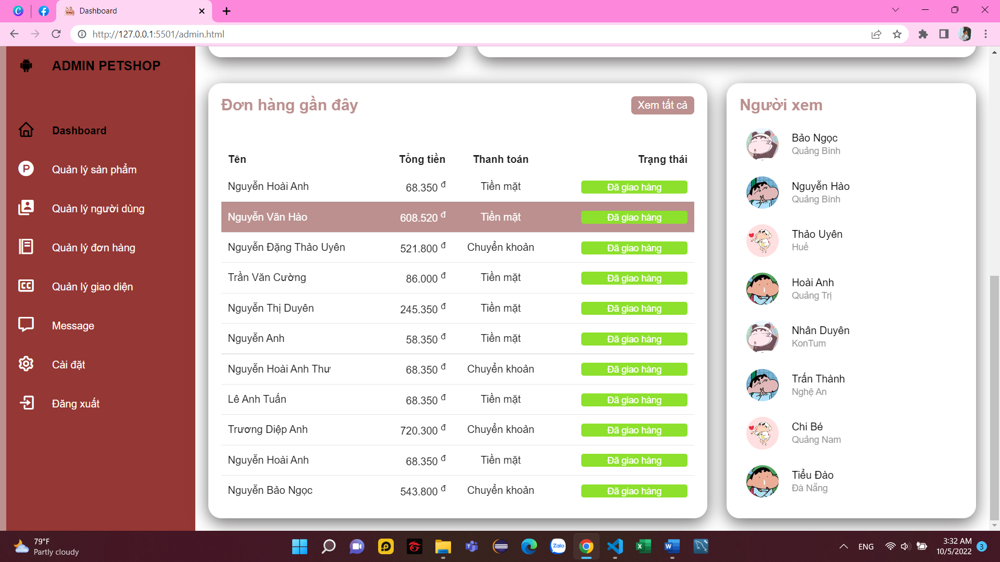 Dashboard
http://127.0.0.1:5501/admin.html
ADMIN PETSHOP
Dashboard
Quản lý sản phẩm
Quản lý người dùng
Quản lý đơn hàng
Quản lý giao diện
Message
Cài đặt
Đăng xuất
Đơn hàng gần đây
Xem tất cả
Tên Tổng tiền Thanh toán Trạng thái
Nguyễn Hoài Anh 68.350 đ Tiền mặt Đã giao hàng
Nguyễn Văn Hào 608.520 đ Tiền mặt Đã giao hàng
Nguyễn Đặng Thảo Uyên 521.800 đ Chuyển khoản Đã giao hàng
Trần Văn Cường 86.000 đ Tiền mặt Đã giao hàng
Nguyễn Thị Duyên 245.350 đ Tiền mặt Đã giao hàng
Nguyễn Anh 58.350 đ Tiền mặt Đã giao hàng
Nguyễn Hoài Anh Thư 68.350 đ Chuyển khoản Đã giao hàng
Lê Anh Tuấn 68.350 đ Tiền mặt Đã giao hàng
Trương Diệp Anh 720.300 đ Chuyển khoản Đã giao hàng
Nguyễn Hoài Anh 68.350 đ Tiền mặt Đã giao hàng
Nguyễn Bảo Ngọc 543.800 đ Chuyển khoản Đã giao hàng
Người xem
Bảo Ngọc
Quảng Bình
Nguyễn Hào
Quảng Bình
Thảo Uyên
Huế
Hoài Anh
Quảng Trị
Nhân Duyên
KonTum
Trấn Thành
Nghệ An
Chi Bé
Quảng Nam
Tiểu Đào
Đà Nẵng
79°F
Partly cloudy
Zalo
ENG
3:32 AM
10/5/2022
3